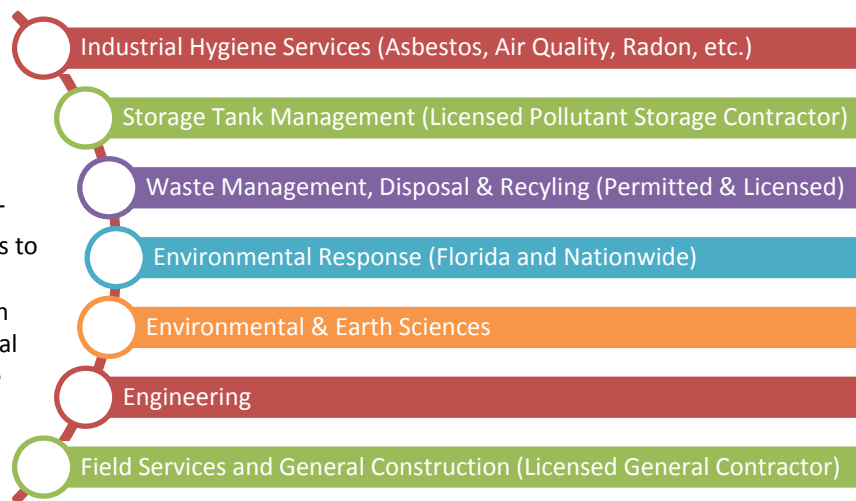 Industrial Hygiene Services (Asbestos, Air Quality, Radon, etc.)
Storage Tank Management (Licensed Pollutant Storage Contractor)
Waste Management, Disposal & Recyling (Permitted & Licensed)
s to
Environmental Response (Florida and Nationwide)
al
Environmental & Earth Sciences
Engineering
Field Services and General Construction (Licensed General Contractor)